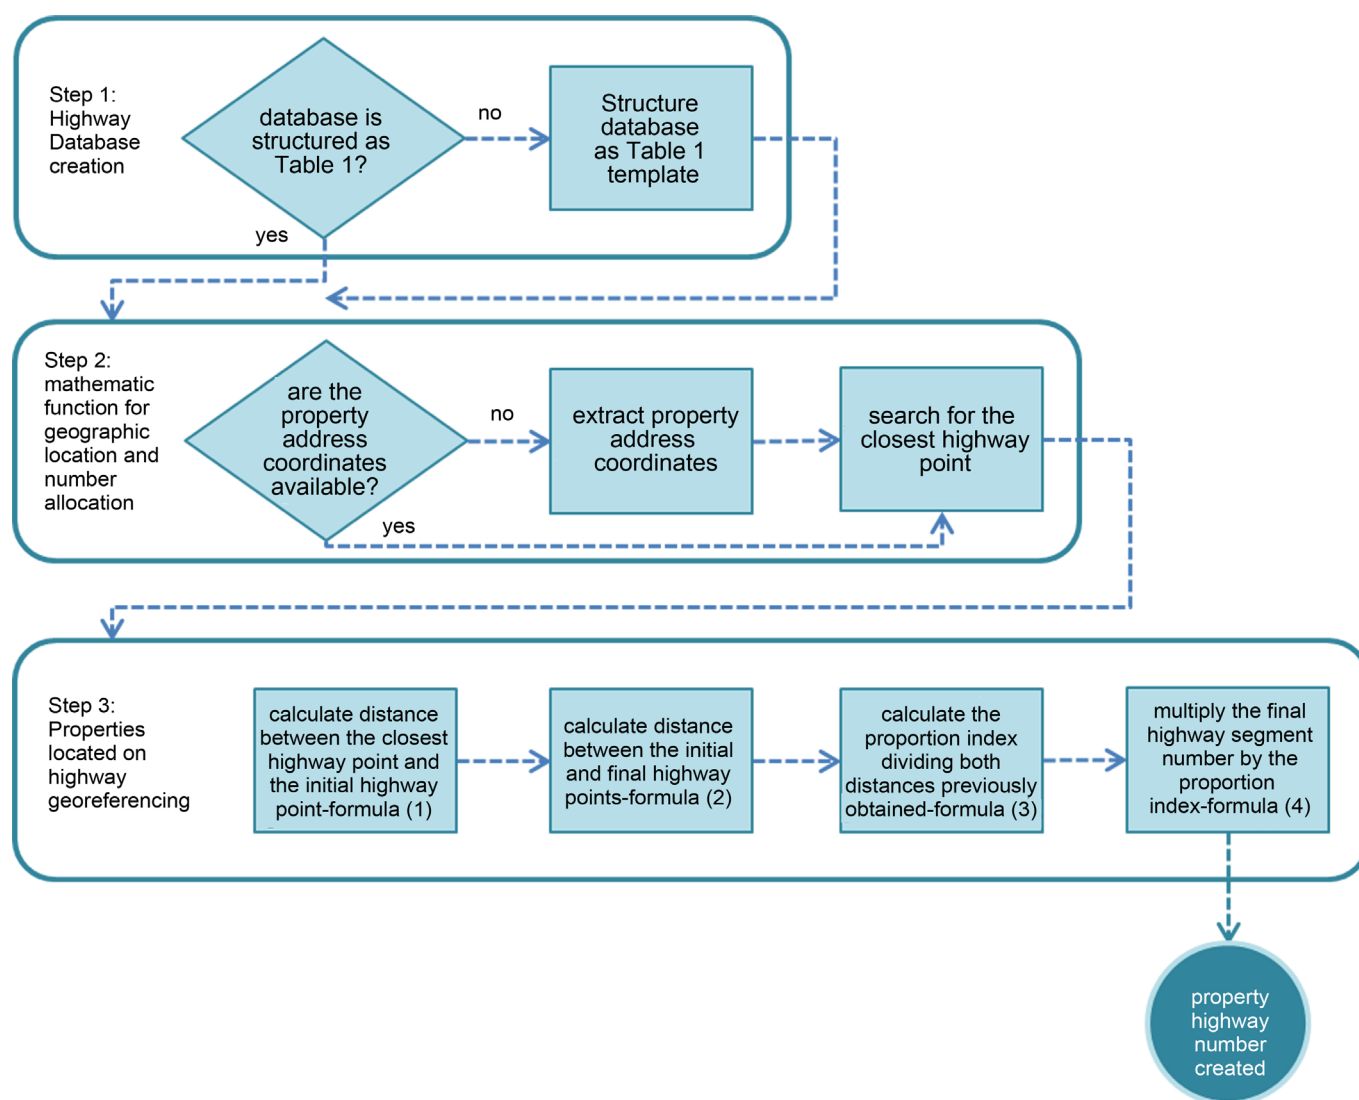 Step 1:
Highway
Database
creation
database is
structured as
Table 1?
no
Structure
database
as Table 1
template
yes
Step 2:
mathematic
function for
geographic
location and
number
allocation
are the
property
address
coordinates
available?
no
extract property
address
coordinates
search for the
closest highway
point
yes
Step 3:
Properties
located on
highway
georeferencing
calculate distance
between the closest
highway point and
the initial highway
point-formula (1)
calculate distance
between the initial
and final highway
points-formula (2)
calculate the
proportion index
dividing both
distances previously
obtained-formula (3)
multiply the final
highway segment
number by the
proportion
index-formula (4)
property
highway
number
created